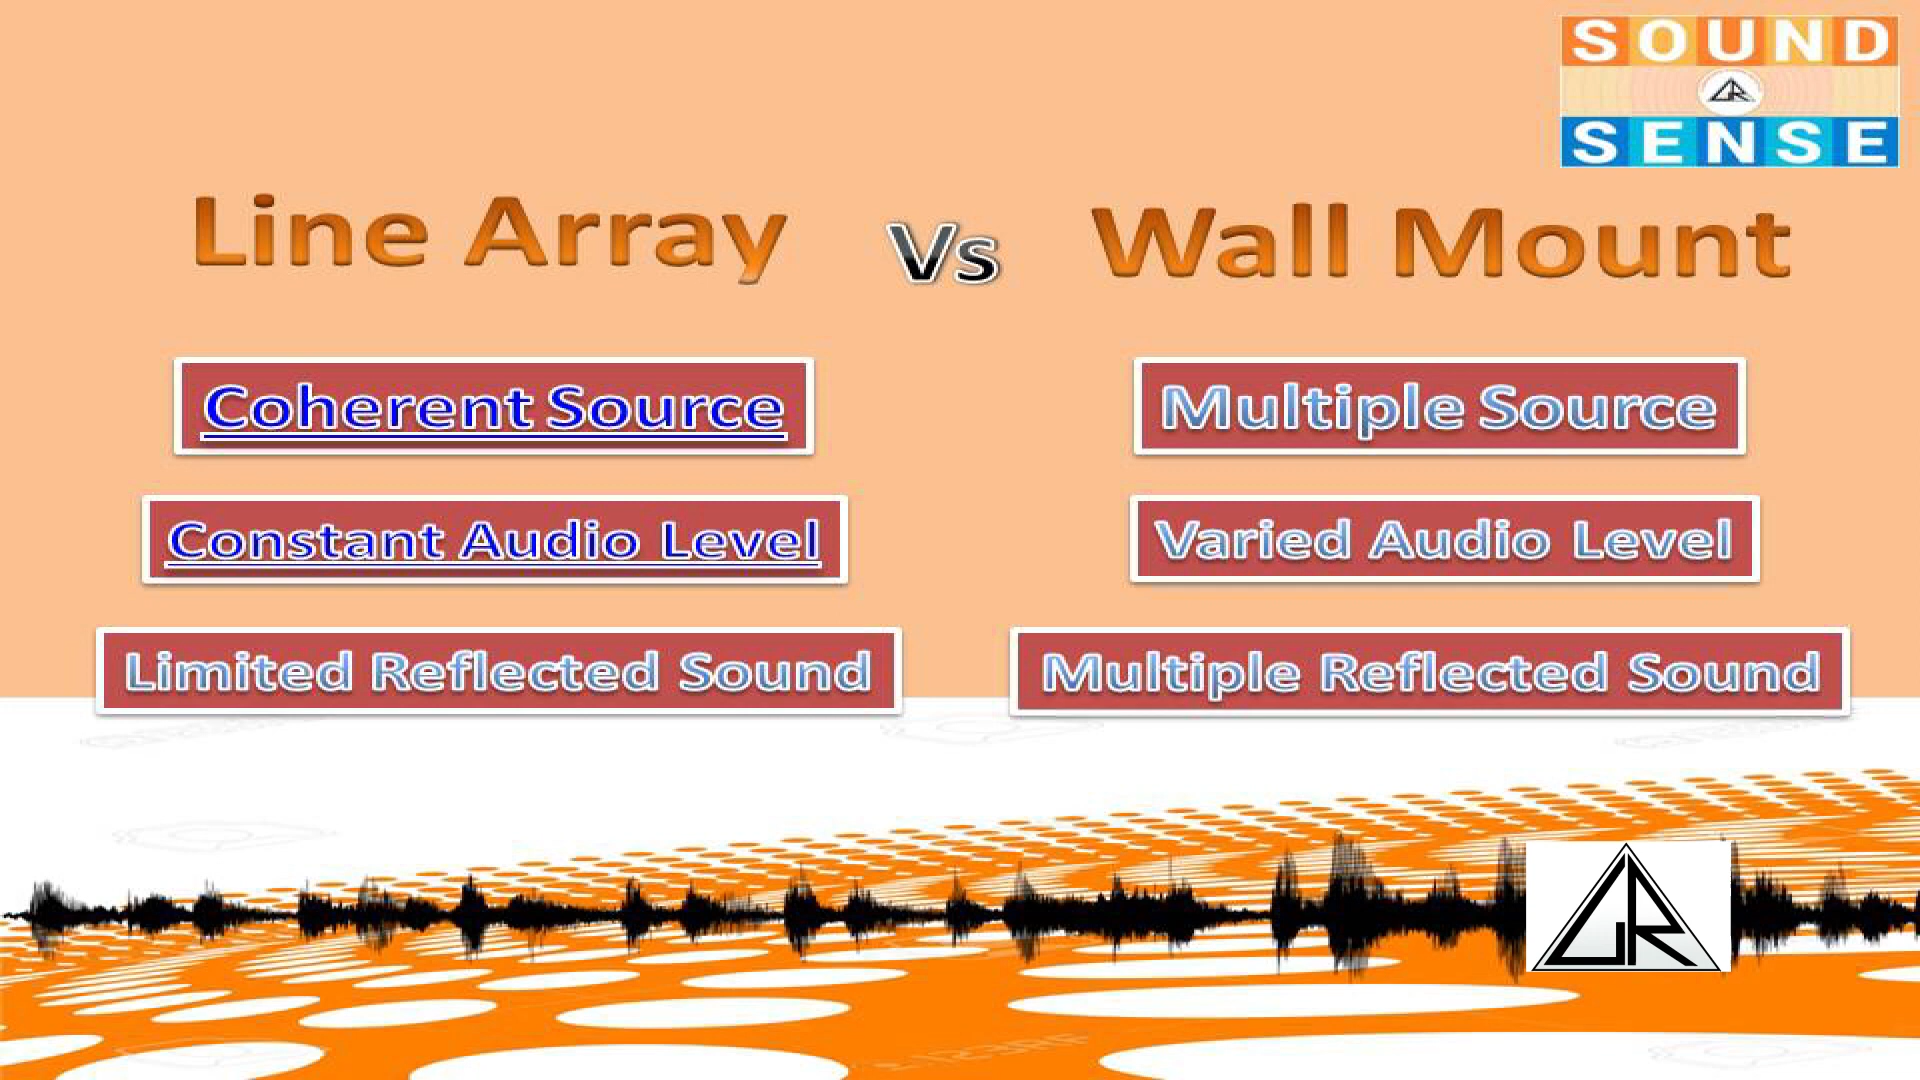 SOUND
SENSE
Line Array Vs Wall Mount
Coherent Source
Multiple Source
Constant Audio Level
Varied Audio Level
Limited Reflected Sound
Multiple Reflected Sound